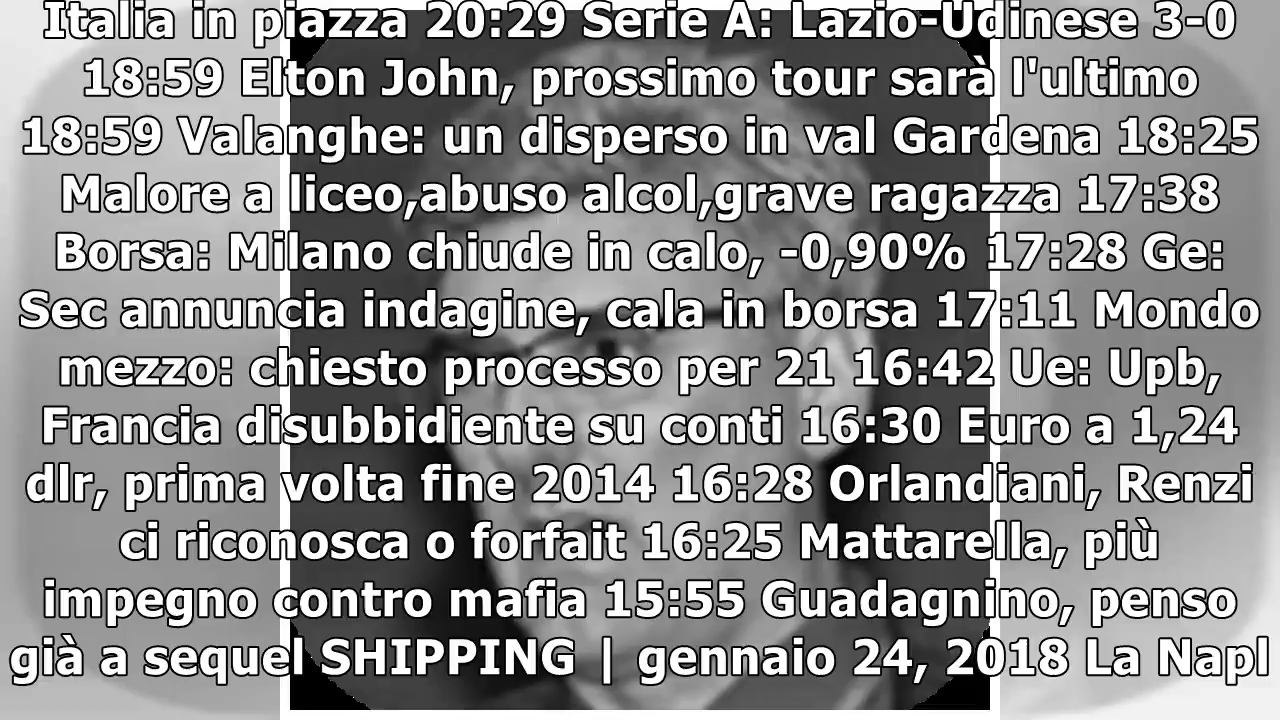 Italia in piazza 20:29 Serie A: Lazio-Udinese 3-0
18:59 Elton John, prossimo tour sarà l'ultimo
18:59 Valanghe: un disperso in val Gardena 18:25
Malore a liceo,abuso alcol,grave ragazza 17:38
Borsa: Milano chiude in calo, -0,90% 17:28 Ge:
Sec annuncia indagine, cala in borsa 17:11 Mondo
mezzo: chiesto processo per 21 16:42 Ue: Upb,
Francia disubbidiente su conti 16:30 Euro a 1,24
dlr, prima volta fine 2014 16:28 Orlandiani, Renzi
ci riconosca o forfait 16:25 Mattarella, più
impegno contro mafia 15:55 Guadagnino, penso
già a sequel SHIPPING | gennaio 24, 2018 La Napl